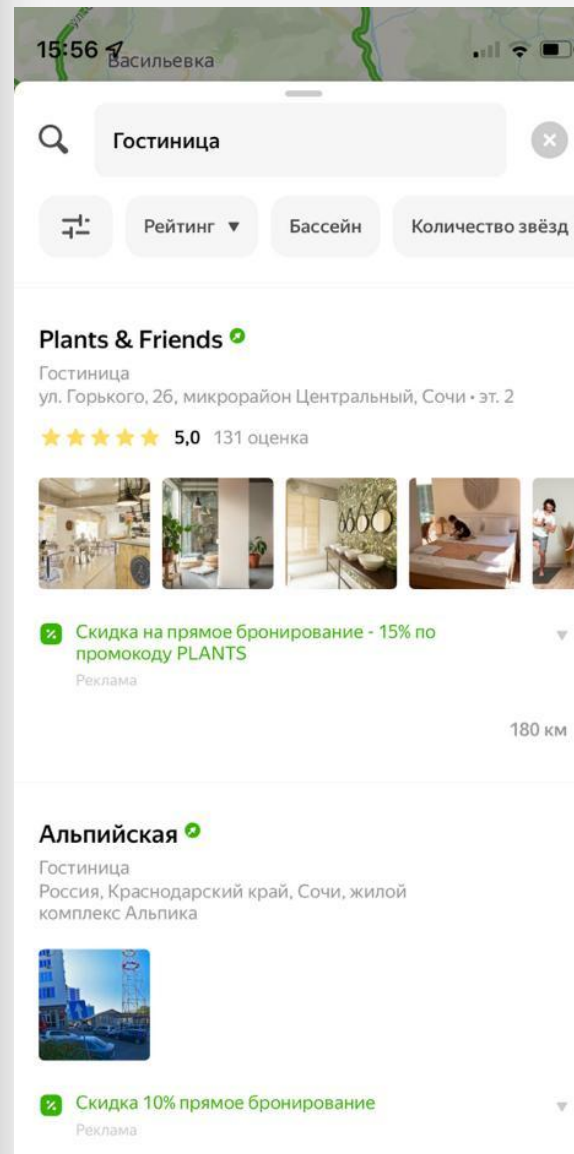 15:56
Васильевка
Гостиница
Рейтинг ▼ Бассейн Количество звёзд
Plants & Friends
Гостиница
ул. Горького, 26, микрорайон Центральный, Сочи • эт. 2
5,0 131 оценка
Скидка на прямое бронирование - 15% по
промокоду PLANTS
Реклама
180 км
Альпийская
Гостиница
Россия, Краснодарский край, Сочи, жилой
комплекс Альпика
Скидка 10% прямое бронирование
Реклама